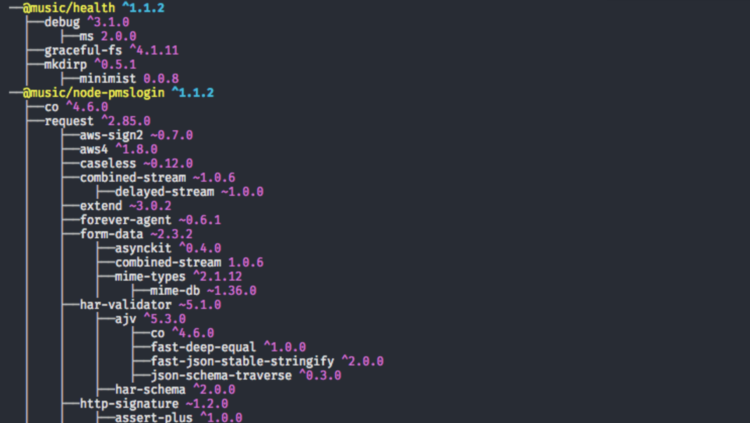 @music/health ^1.1.2
debug ^3.1.0
ms 2.0.0
graceful-fs ^4.1.11
mkdirp ^0.5.1
minimist 0.0.8
@music/node-pmslogin ^1.1.2
co ^4.6.0
request ^2.85.0
aws-sign2 ~0.7.0
aws4 ^1.8.0
caseless ~0.12.0
combined-stream ~1.0.6
delayed-stream ~1.0.0
extend ~3.0.2
forever-agent ~0.6.1
form-data ~2.3.2
asynckit ^0.4.0
combined-stream 1.0.6
mime-types ^2.1.12
mime-db ~1.36.0
har-validator ~5.1.0
ajv ^5.3.0
co ^4.6.0
fast-deep-equal ^1.0.0
fast-json-stable-stringify ^2.0.0
json-schema-traverse ^0.3.0
har-schema ^2.0.0
http-signature ~1.2.0
assert-plus ^1.0.0